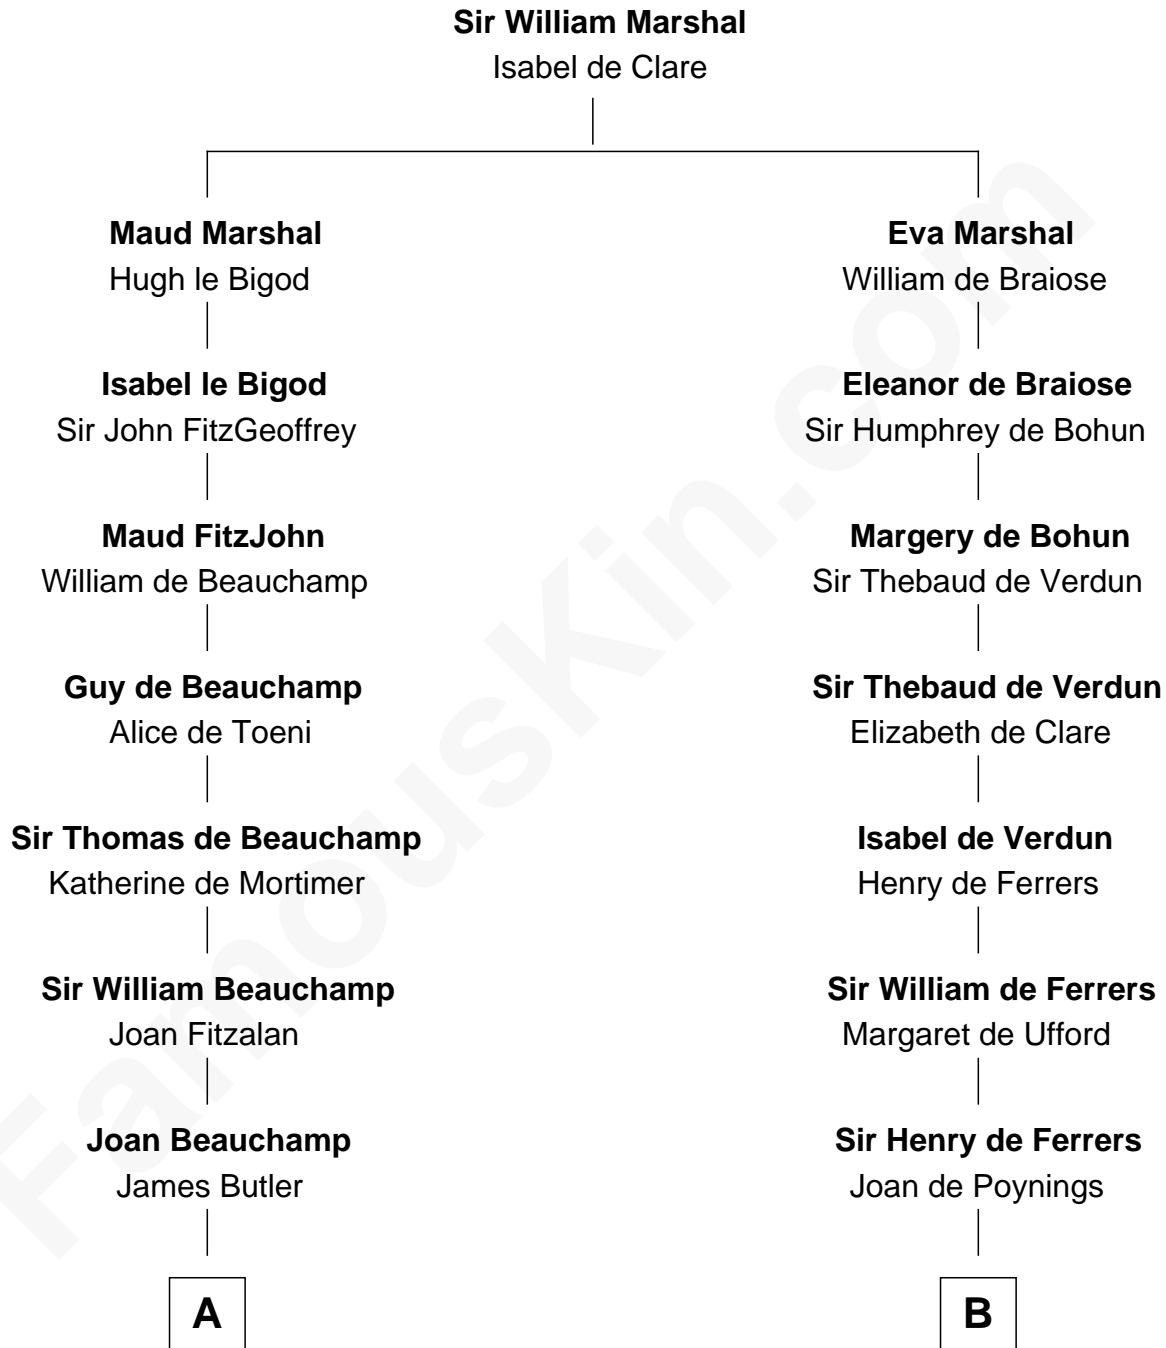 Sir William Marshal
Isabel de Clare
Maud Marshal
Hugh le Bigod
Eva Marshal
William de Braiose
Isabel le Bigod
Sir John FitzGeoffrey
Eleanor de Braiose
Sir Humphrey de Bohun
Maud FitzJohn
William de Beauchamp
Margery de Bohun
Sir Thebaud de Verdun
Guy de Beauchamp
Alice de Toeni
Sir Thebaud de Verdun
Elizabeth de Clare
Sir Thomas de Beauchamp
Katherine de Mortimer
Isabel de Verdun
Henry de Ferrers
Sir William Beauchamp
Joan Fitzalan
Sir William de Ferrers
Margaret de Ufford
Joan Beauchamp
James Butler
Sir Henry de Ferrers
Joan de Poynings
A
B
FamousKin.com